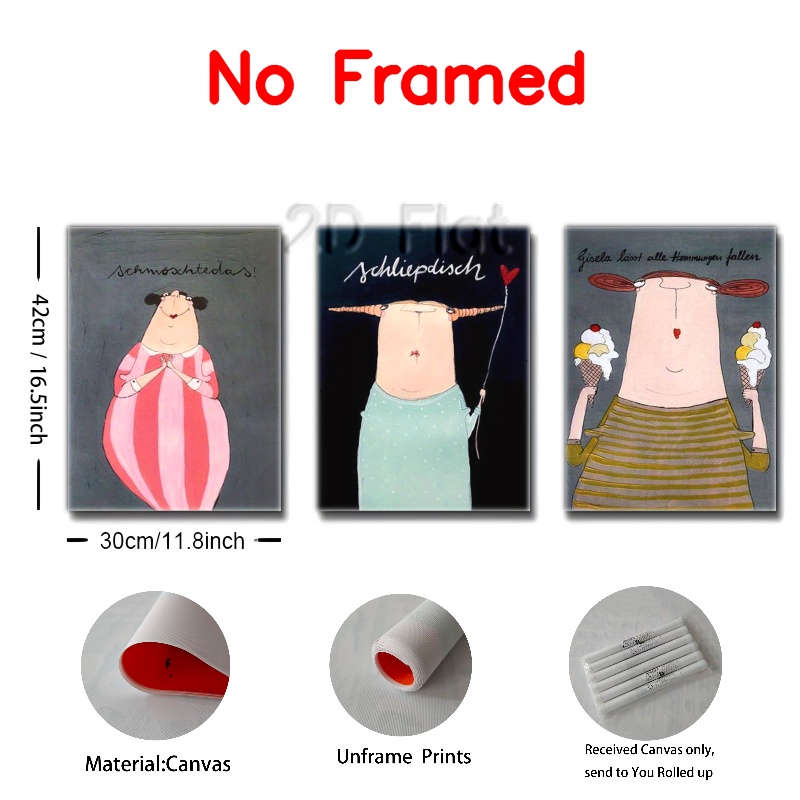 No Framed
2D Flat
schmöschtedas!
schliepdisch
Gisela lässt alle Hemmungen fallen
42cm / 16.5inch
30cm/11.8inch
Material:Canvas
Unframe Prints
Received Canvas only,
send to You Rolled up